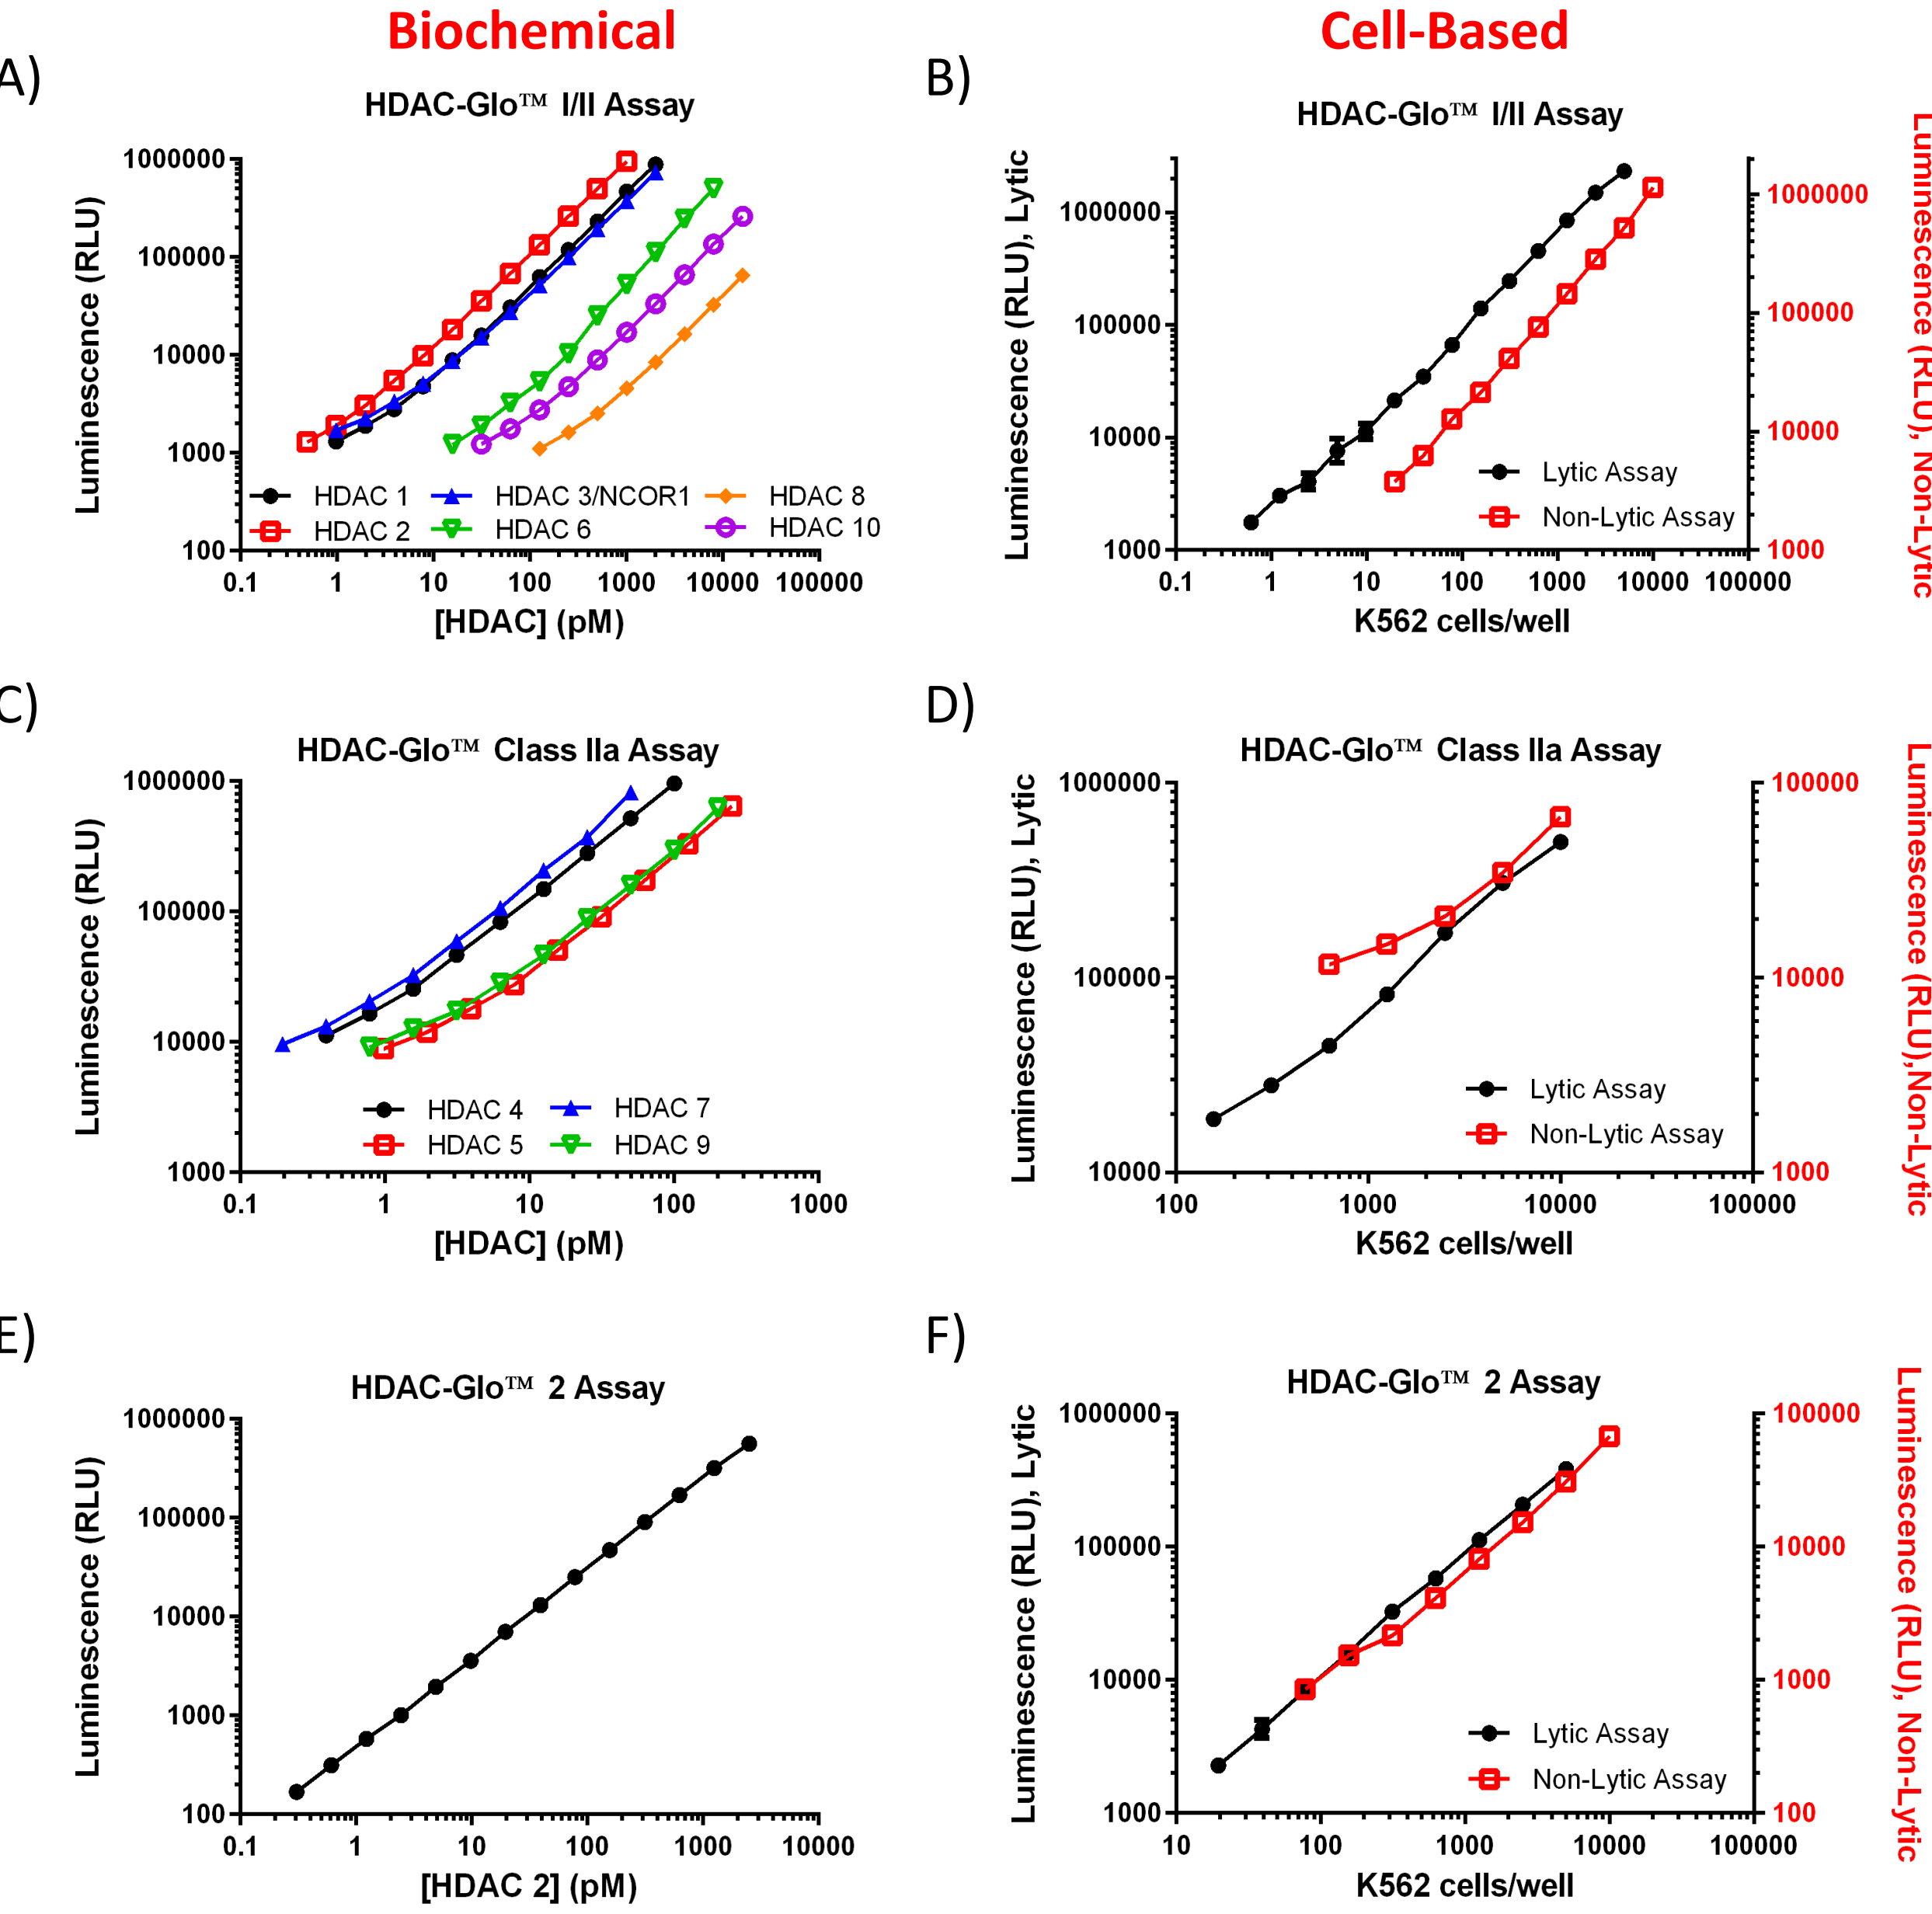 Biochemical
Cell-Based
A)
HDAC-Glo™ I/II Assay
Luminescence (RLU)
1000000
100000
10000
1000
100
HDAC 1
HDAC 3/NCOR1
HDAC 8
HDAC 2
HDAC 6
HDAC 10
0.1 1 10 100 1000 10000 100000
[HDAC] (pM)
B)
HDAC-Glo™ I/II Assay
Luminescence (RLU), Lytic
1000000
100000
10000
1000
Luminescence (RLU), Non-Lytic
1000000
100000
10000
1000
Lytic Assay
Non-Lytic Assay
0.1 1 10 100 1000 10000 100000
K562 cells/well
C)
HDAC-Glo™ Class IIa Assay
Luminescence (RLU)
1000000
100000
10000
1000
HDAC 4
HDAC 7
HDAC 5
HDAC 9
0.1 1 10 100 1000
[HDAC] (pM)
D)
HDAC-Glo™ Class IIa Assay
Luminescence (RLU), Lytic
1000000
100000
10000
Luminescence (RLU),Non-Lytic
100000
10000
1000
Lytic Assay
Non-Lytic Assay
100 1000 10000 100000
K562 cells/well
E)
HDAC-Glo™ 2 Assay
Luminescence (RLU)
1000000
100000
10000
1000
100
0.1 1 10 100 1000 10000
[HDAC 2] (pM)
F)
HDAC-Glo™ 2 Assay
Luminescence (RLU), Lytic
1000000
100000
10000
1000
Luminescence (RLU), Non-Lytic
100000
10000
1000
100
Lytic Assay
Non-Lytic Assay
10 100 1000 10000 100000
K562 cells/well